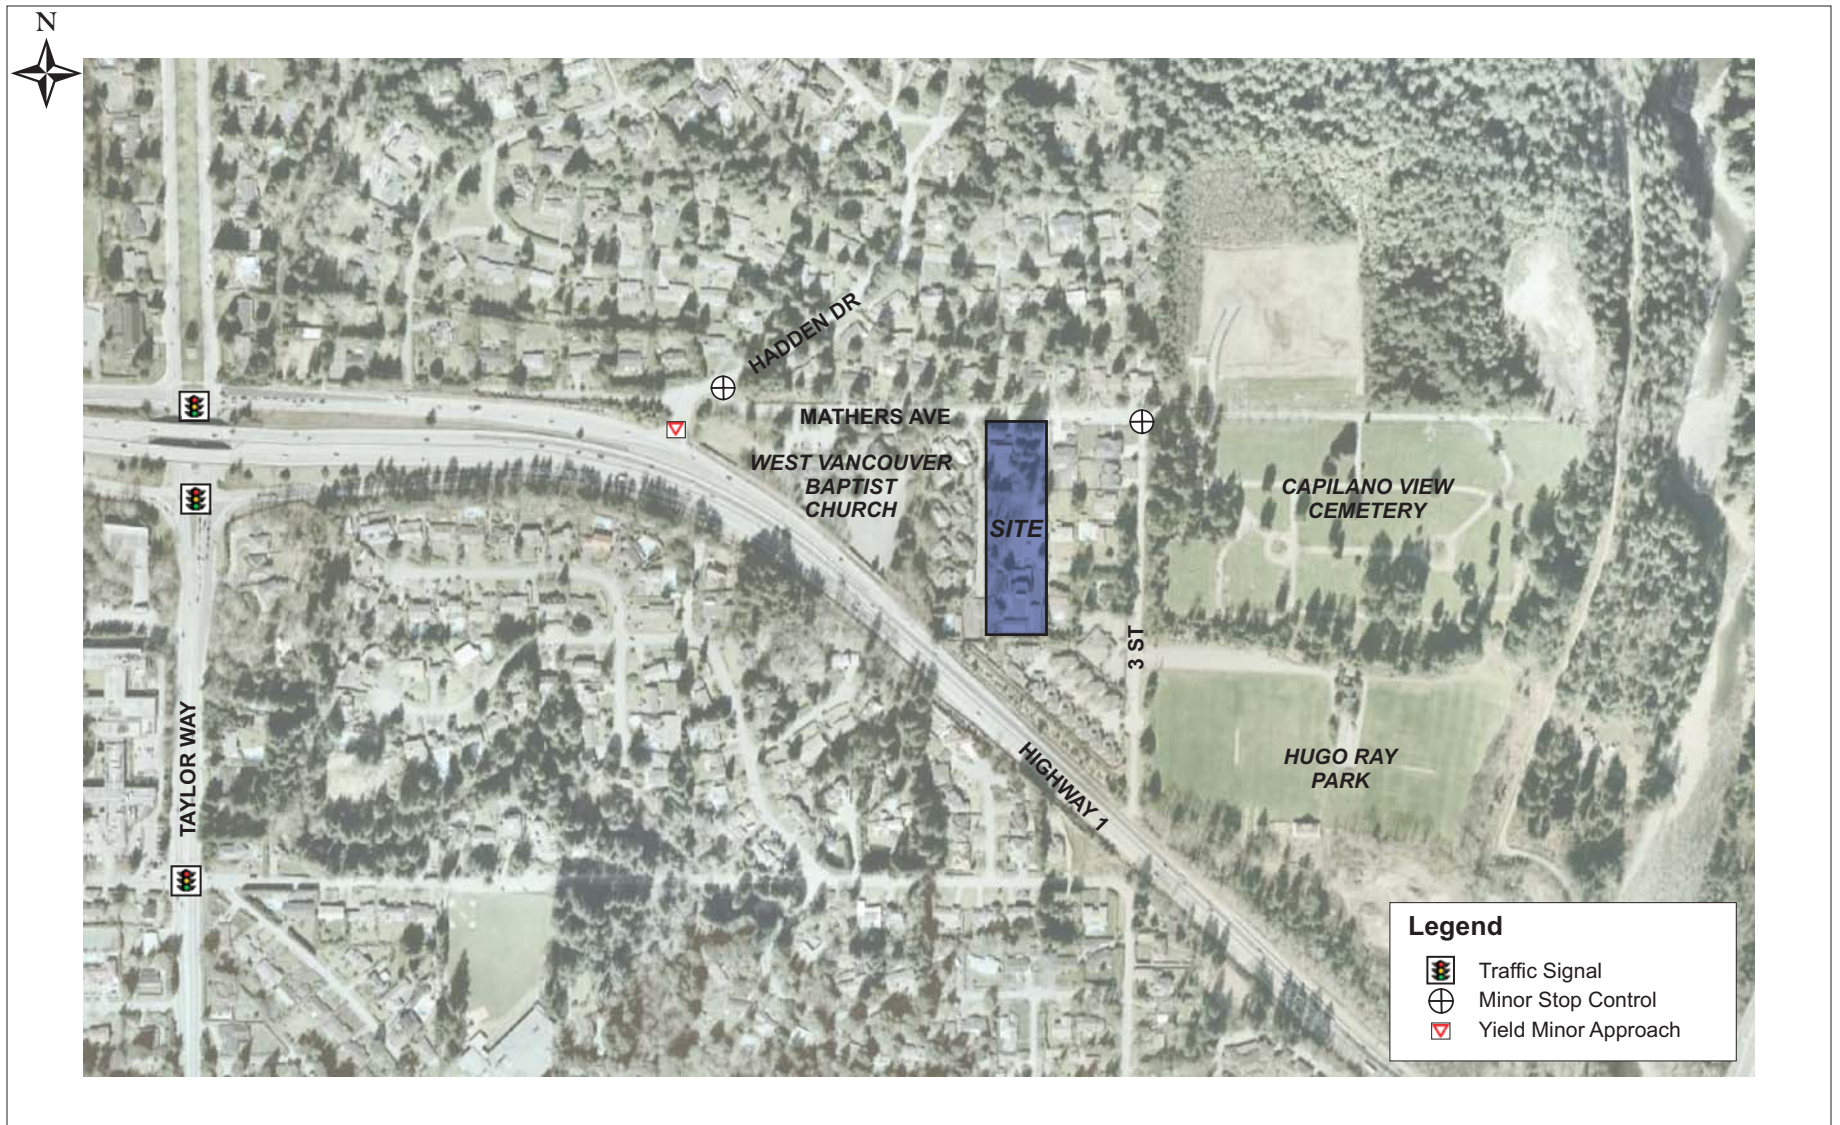 N
HADDEN DR
MATHERS AVE
WEST VANCOUVER
BAPTIST
CHURCH
SITE
CAPILANO VIEW
CEMETERY
3 ST
TAYLOR WAY
HIGHWAY 1
HUGO RAY
PARK
Legend
Traffic Signal
Minor Stop Control
Yield Minor Approach